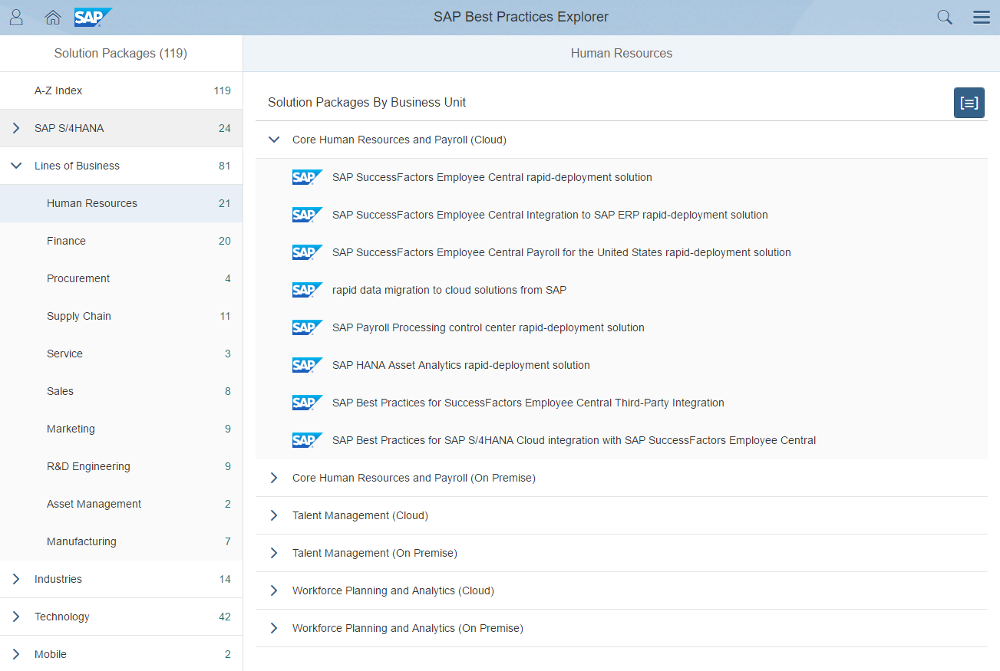 SAP
SAP Best Practices Explorer
Solution Packages (119)
Human Resources
A-Z Index 119
SAP S/4HANA 24
Lines of Business 81
Human Resources 21
Finance 20
Procurement 4
Supply Chain 11
Service 3
Sales 8
Marketing 9
R&D Engineering 9
Asset Management 2
Manufacturing 7
Industries 14
Technology 42
Mobile 2
Solution Packages By Business Unit
Core Human Resources and Payroll (Cloud)
SAP SAP SuccessFactors Employee Central rapid-deployment solution
SAP SAP SuccessFactors Employee Central Integration to SAP ERP rapid-deployment solution
SAP SAP SuccessFactors Employee Central Payroll for the United States rapid-deployment solution
SAP rapid data migration to cloud solutions from SAP
SAP SAP Payroll Processing control center rapid-deployment solution
SAP SAP HANA Asset Analytics rapid-deployment solution
SAP SAP Best Practices for SuccessFactors Employee Central Third-Party Integration
SAP SAP Best Practices for SAP S/4HANA Cloud integration with SAP SuccessFactors Employee Central
Core Human Resources and Payroll (On Premise)
Talent Management (Cloud)
Talent Management (On Premise)
Workforce Planning and Analytics (Cloud)
Workforce Planning and Analytics (On Premise)